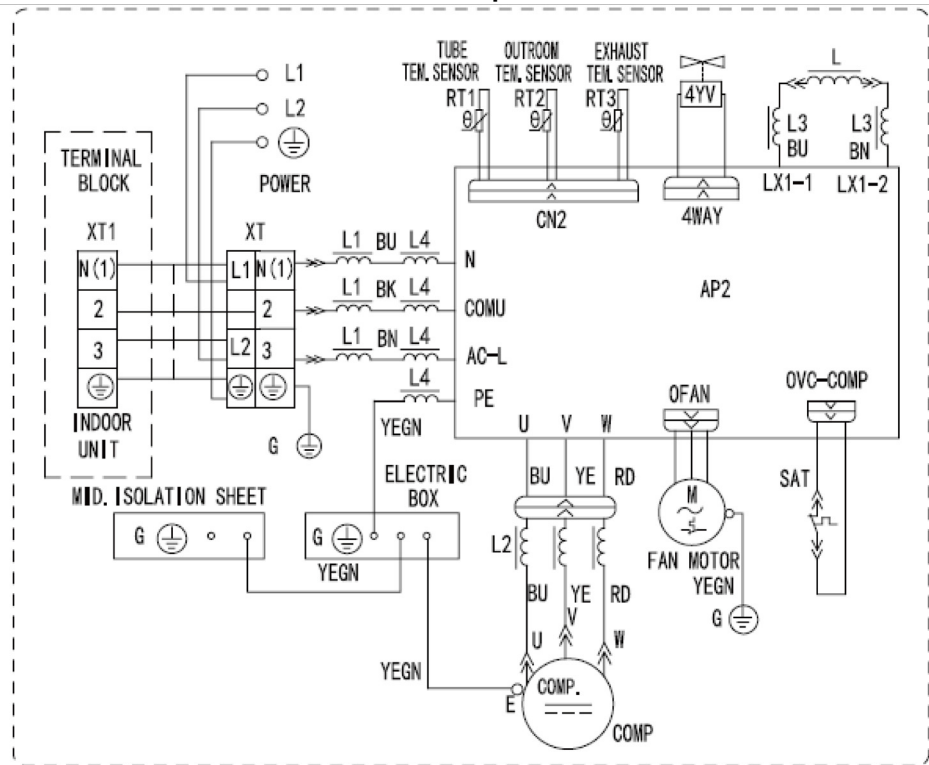 TUBE
TEM. SENSOR
OUTROOM
TEM. SENSOR
EXHAUST
TEM. SENSOR
RT1
RT2
RT3
θ
θ
θ
4YV
L
L3
BU
L3
BN
LX1-1
LX1-2
CN2
4WAY
L1
L2
POWER
TERMINAL
BLOCK
XT1
XT
N(1)
2
3
INDOOR
UNIT
L1
N(1)
2
L2
3
G
L1 BU L4
N
L1 BK L4
COMU
L1 BN L4
AC-L
L4
PE
YEGN
AP2
OFAN
OVC-COMP
U V W
BU YE RD
SAT
M
FAN MOTOR
YEGN
G
MID. ISOLATION SHEET
G
ELECTRIC
BOX
G
YEGN
L2
BU YE RD
U V W
YEGN
E
COMP.
COMP